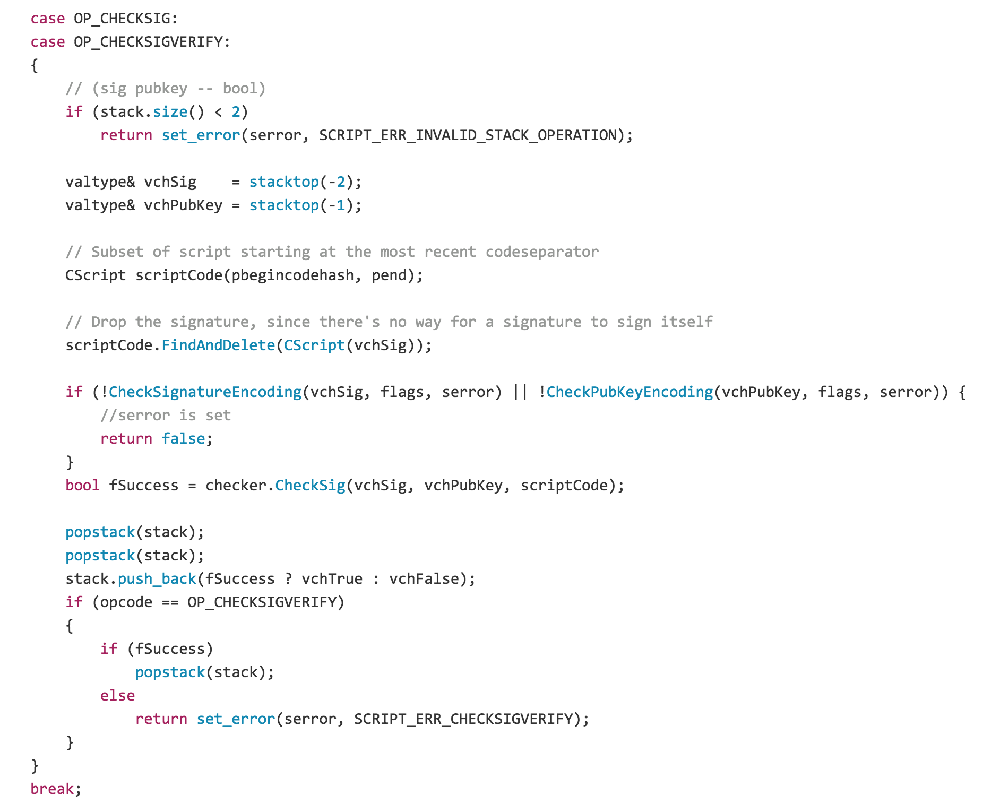 case OP_CHECKSIG:
case OP_CHECKSIGVERIFY:
{
    // (sig pubkey -- bool)
    if (stack.size() < 2)
        return set_error(serror, SCRIPT_ERR_INVALID_STACK_OPERATION);

    valtype& vchSig    = stacktop(-2);
    valtype& vchPubKey = stacktop(-1);

    // Subset of script starting at the most recent codeseparator
    CScript scriptCode(pbegincodehash, pend);

    // Drop the signature, since there's no way for a signature to sign itself
    scriptCode.FindAndDelete(CScript(vchSig));

    if (!CheckSignatureEncoding(vchSig, flags, serror) || !CheckPubKeyEncoding(vchPubKey, flags, serror)) {
        //serror is set
        return false;
    }
    bool fSuccess = checker.CheckSig(vchSig, vchPubKey, scriptCode);

    popstack(stack);
    popstack(stack);
    stack.push_back(fSuccess ? vchTrue : vchFalse);
    if (opcode == OP_CHECKSIGVERIFY)
    {
        if (fSuccess)
            popstack(stack);
        else
            return set_error(serror, SCRIPT_ERR_CHECKSIGVERIFY);
    }
}
break;